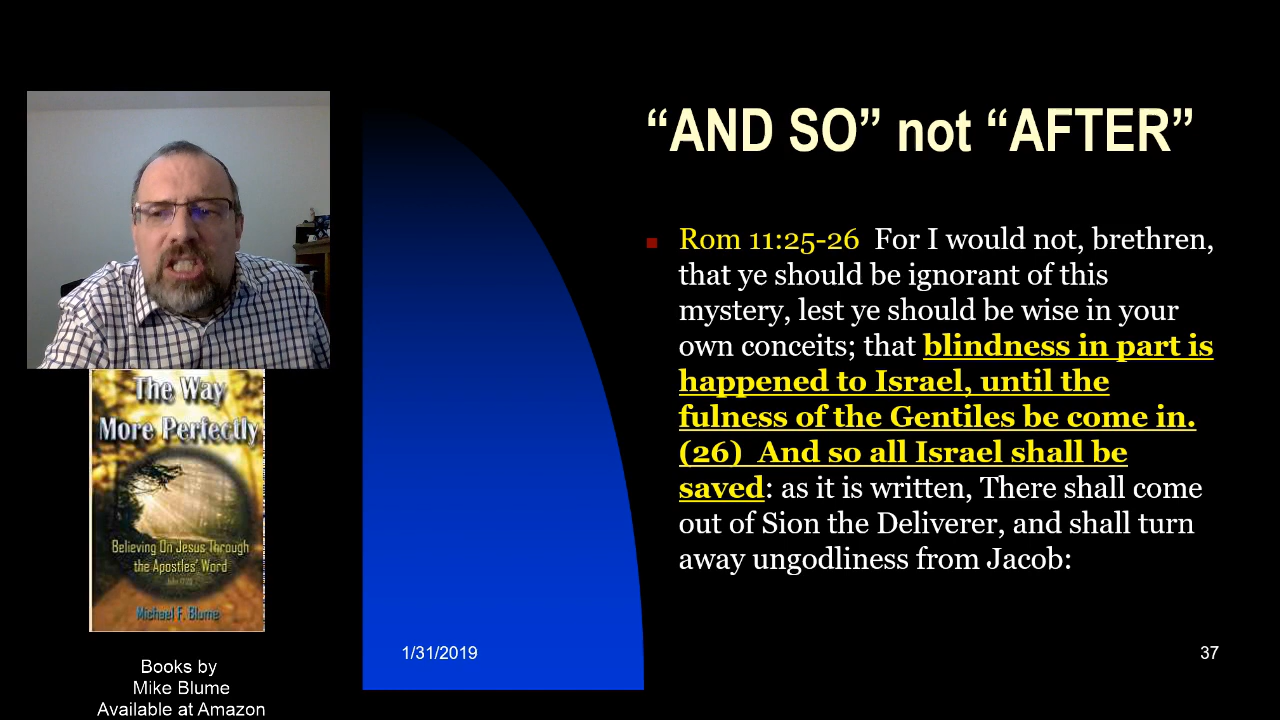 “AND SO” not “AFTER”
Rom 11:25-26 For I would not, brethren,
that ye should be ignorant of this
mystery, lest ye should be wise in your
own conceits; that blindness in part is
happened to Israel, until the
fulness of the Gentiles be come in.
(26) And so all Israel shall be
saved: as it is written, There shall come
out of Sion the Deliverer, and shall turn
away ungodliness from Jacob:
1/31/2019
37
The Way
More Perfectly
Believing On Jesus Through
the Apostles' Word
John 17:20
Michael F. Blume
Books by
Mike Blume
Available at Amazon